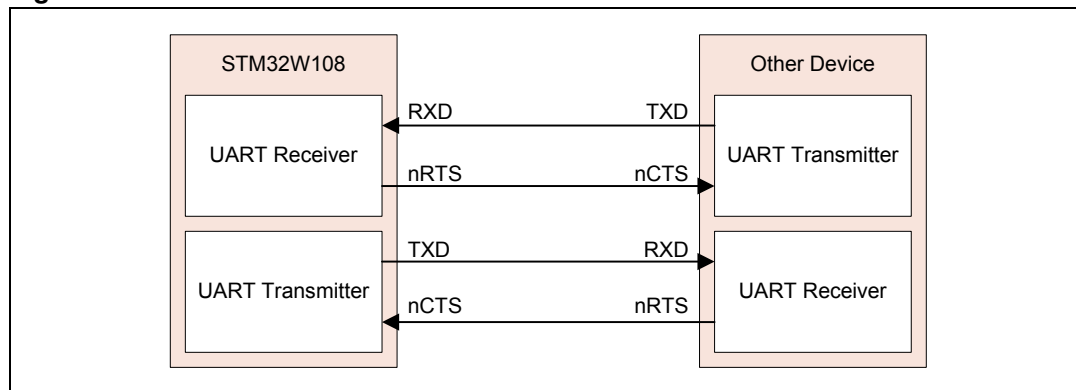 STM32W108
Other Device
RXD
TXD
UART Receiver
UART Transmitter
nRTS
nCTS
TXD
RXD
UART Transmitter
UART Receiver
nCTS
nRTS